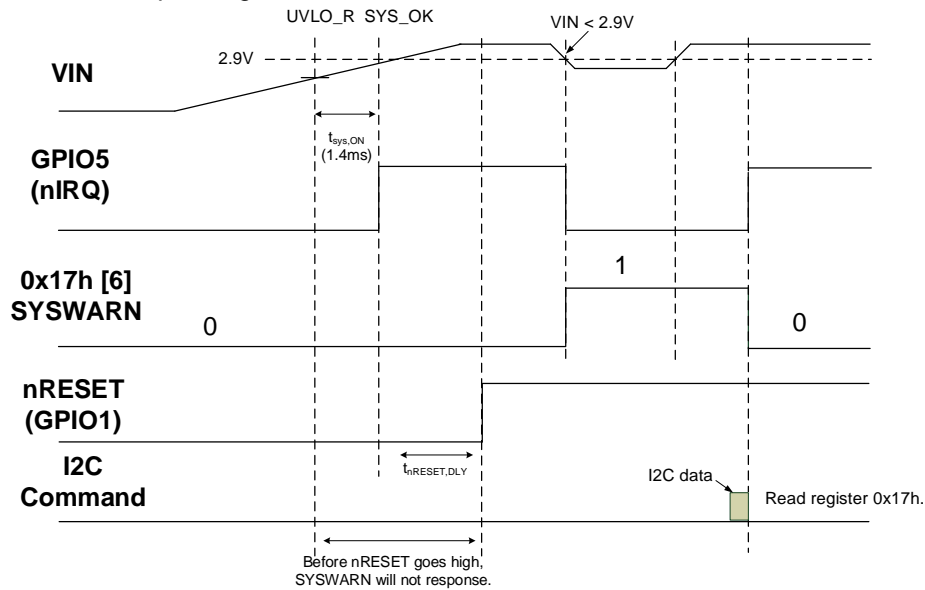 UVLO_R SYS_OK
VIN < 2.9V
2.9V
VIN
tsys,ON
(1.4ms)
GPIO5
(nIRQ)
1
0x17h [6]
SYSWARN
0
0
nRESET
(GPIO1)
tnRESET,DLY
I2C
Command
I2C data
Read register 0x17h.
Before nRESET goes high,
SYSWARN will not response.